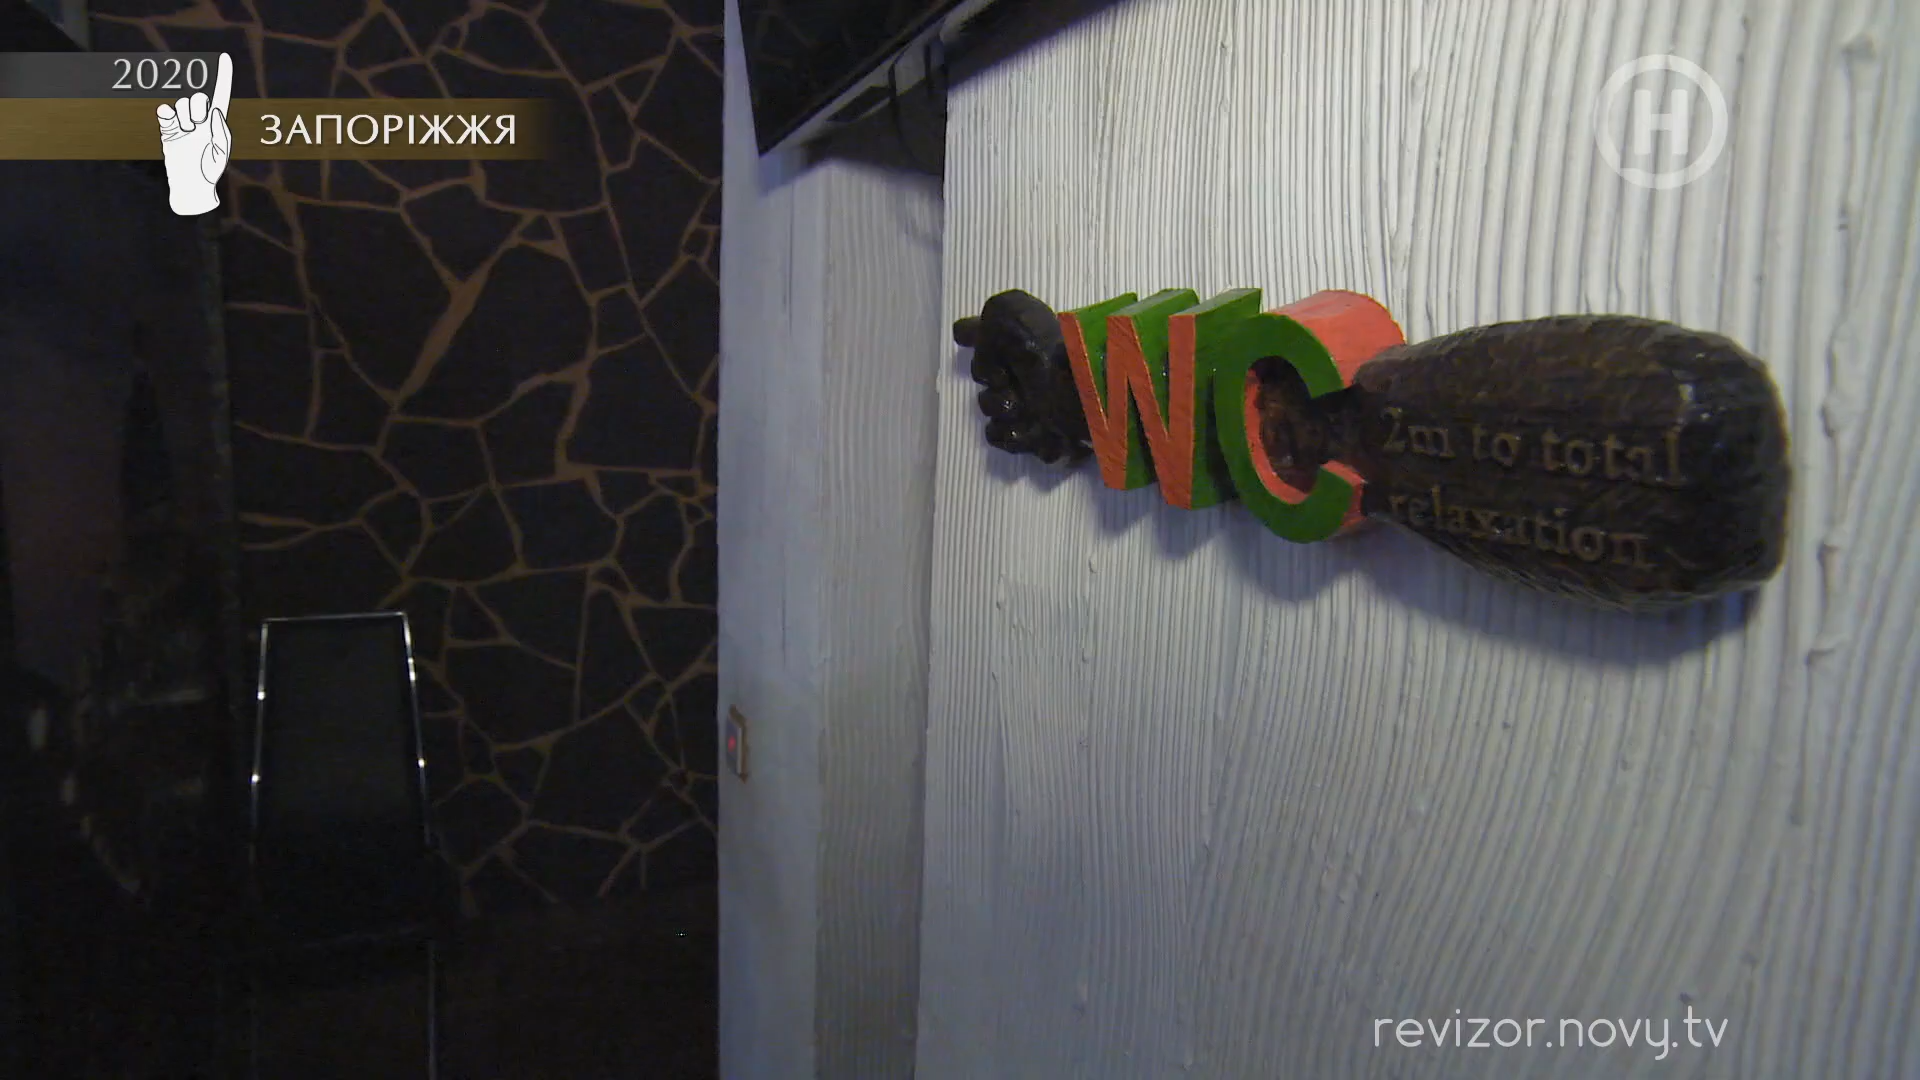 2020
ЗАПОРІЖЖЯ
Н
WC
2m to total
relaxation
revizor.novy.tv